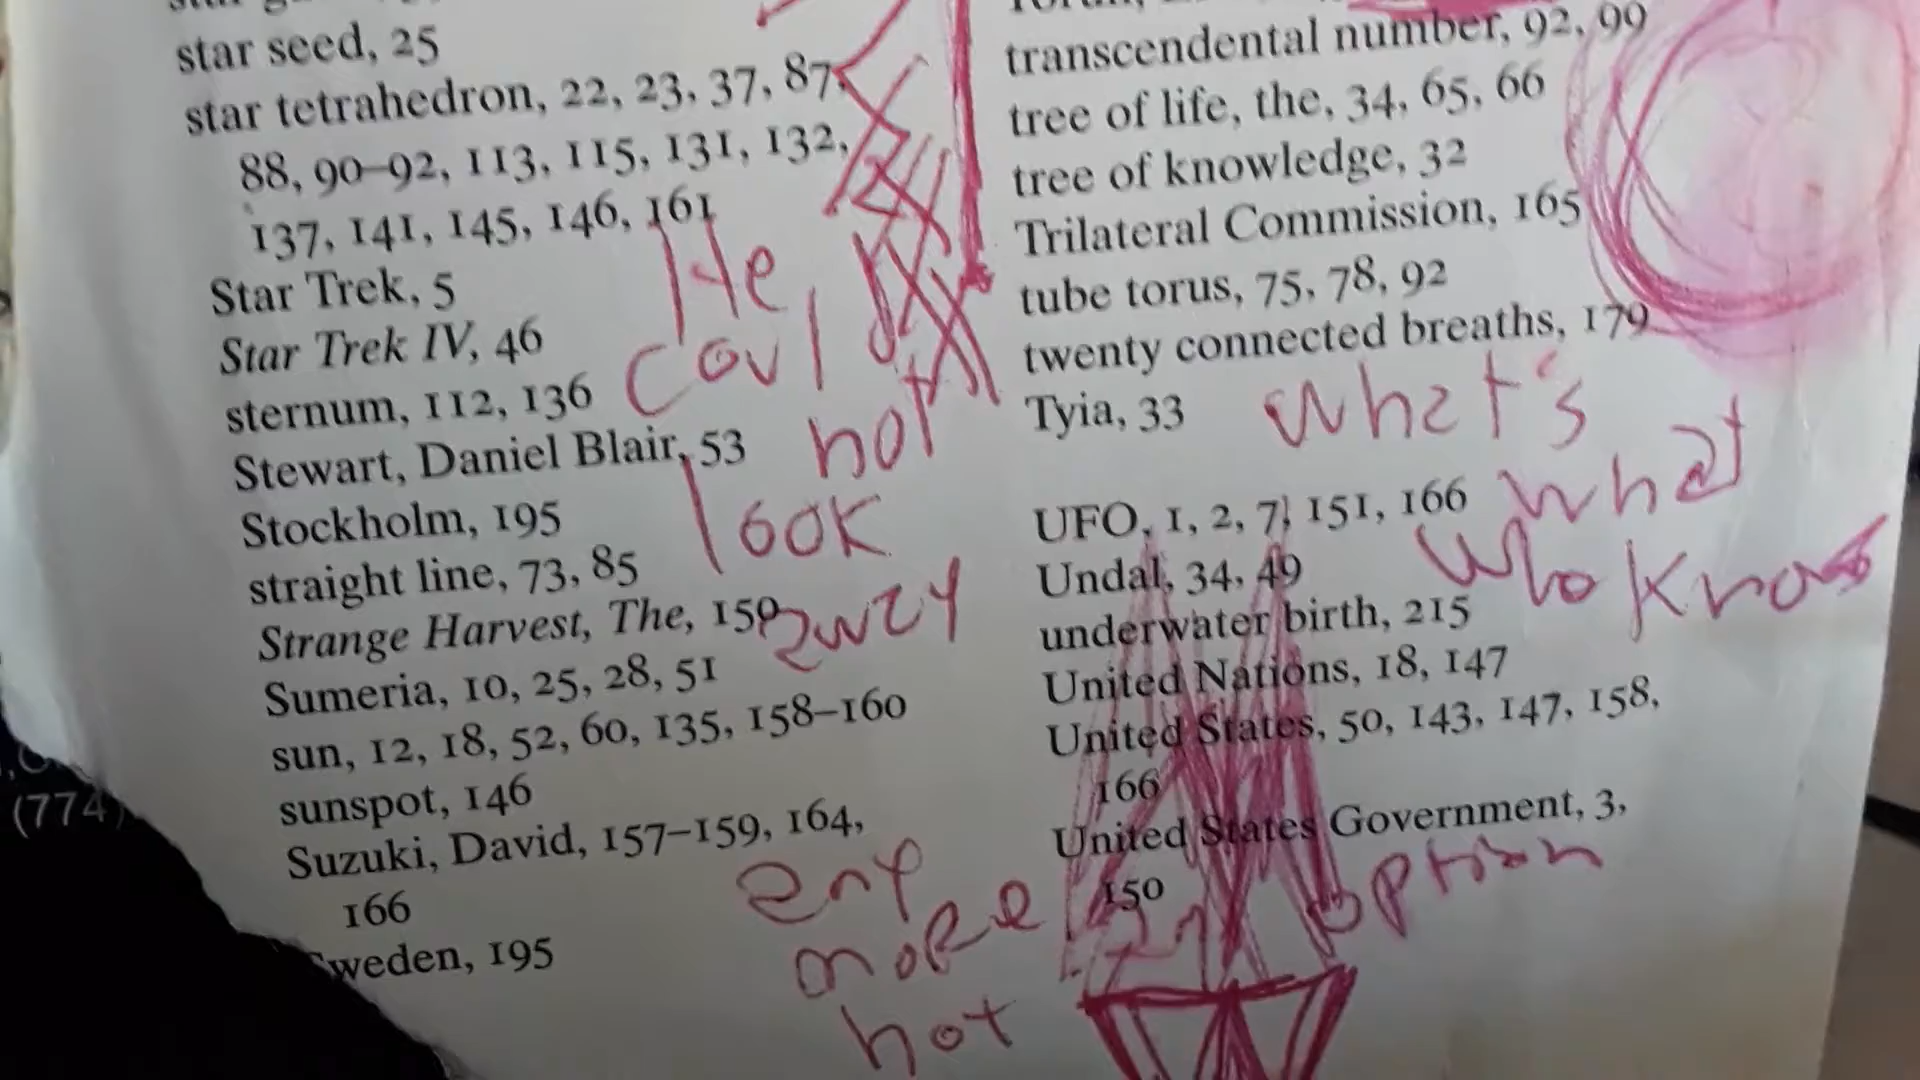 star seed, 25
star tetrahedron, 22, 23, 37, 87,
88, 90–92, 113, 115, 131, 132,
137, 141, 145, 146, 161
Star Trek, 5
Star Trek IV, 46
sternum, 112, 136
Stewart, Daniel Blair, 53
Stockholm, 195
straight line, 73, 85
Strange Harvest, The, 159
Sumeria, 10, 25, 28, 51
sun, 12, 18, 52, 60, 135, 158–160
sunspot, 146
Suzuki, David, 157–159, 164,
166
Sweden, 195
He
could
not
look
away
any
more
not
an option
transcendental number, 92, 99
tree of life, the, 34, 65, 66
tree of knowledge, 32
Trilateral Commission, 165
tube torus, 75, 78, 92
twenty connected breaths, 179
Tyia, 33
UFO, 1, 2, 7, 151, 166
Undal, 34, 49
underwater birth, 215
United Nations, 18, 147
United States, 50, 143, 147, 158,
166
United States Government, 3,
150
what's
what
who knos
(774)